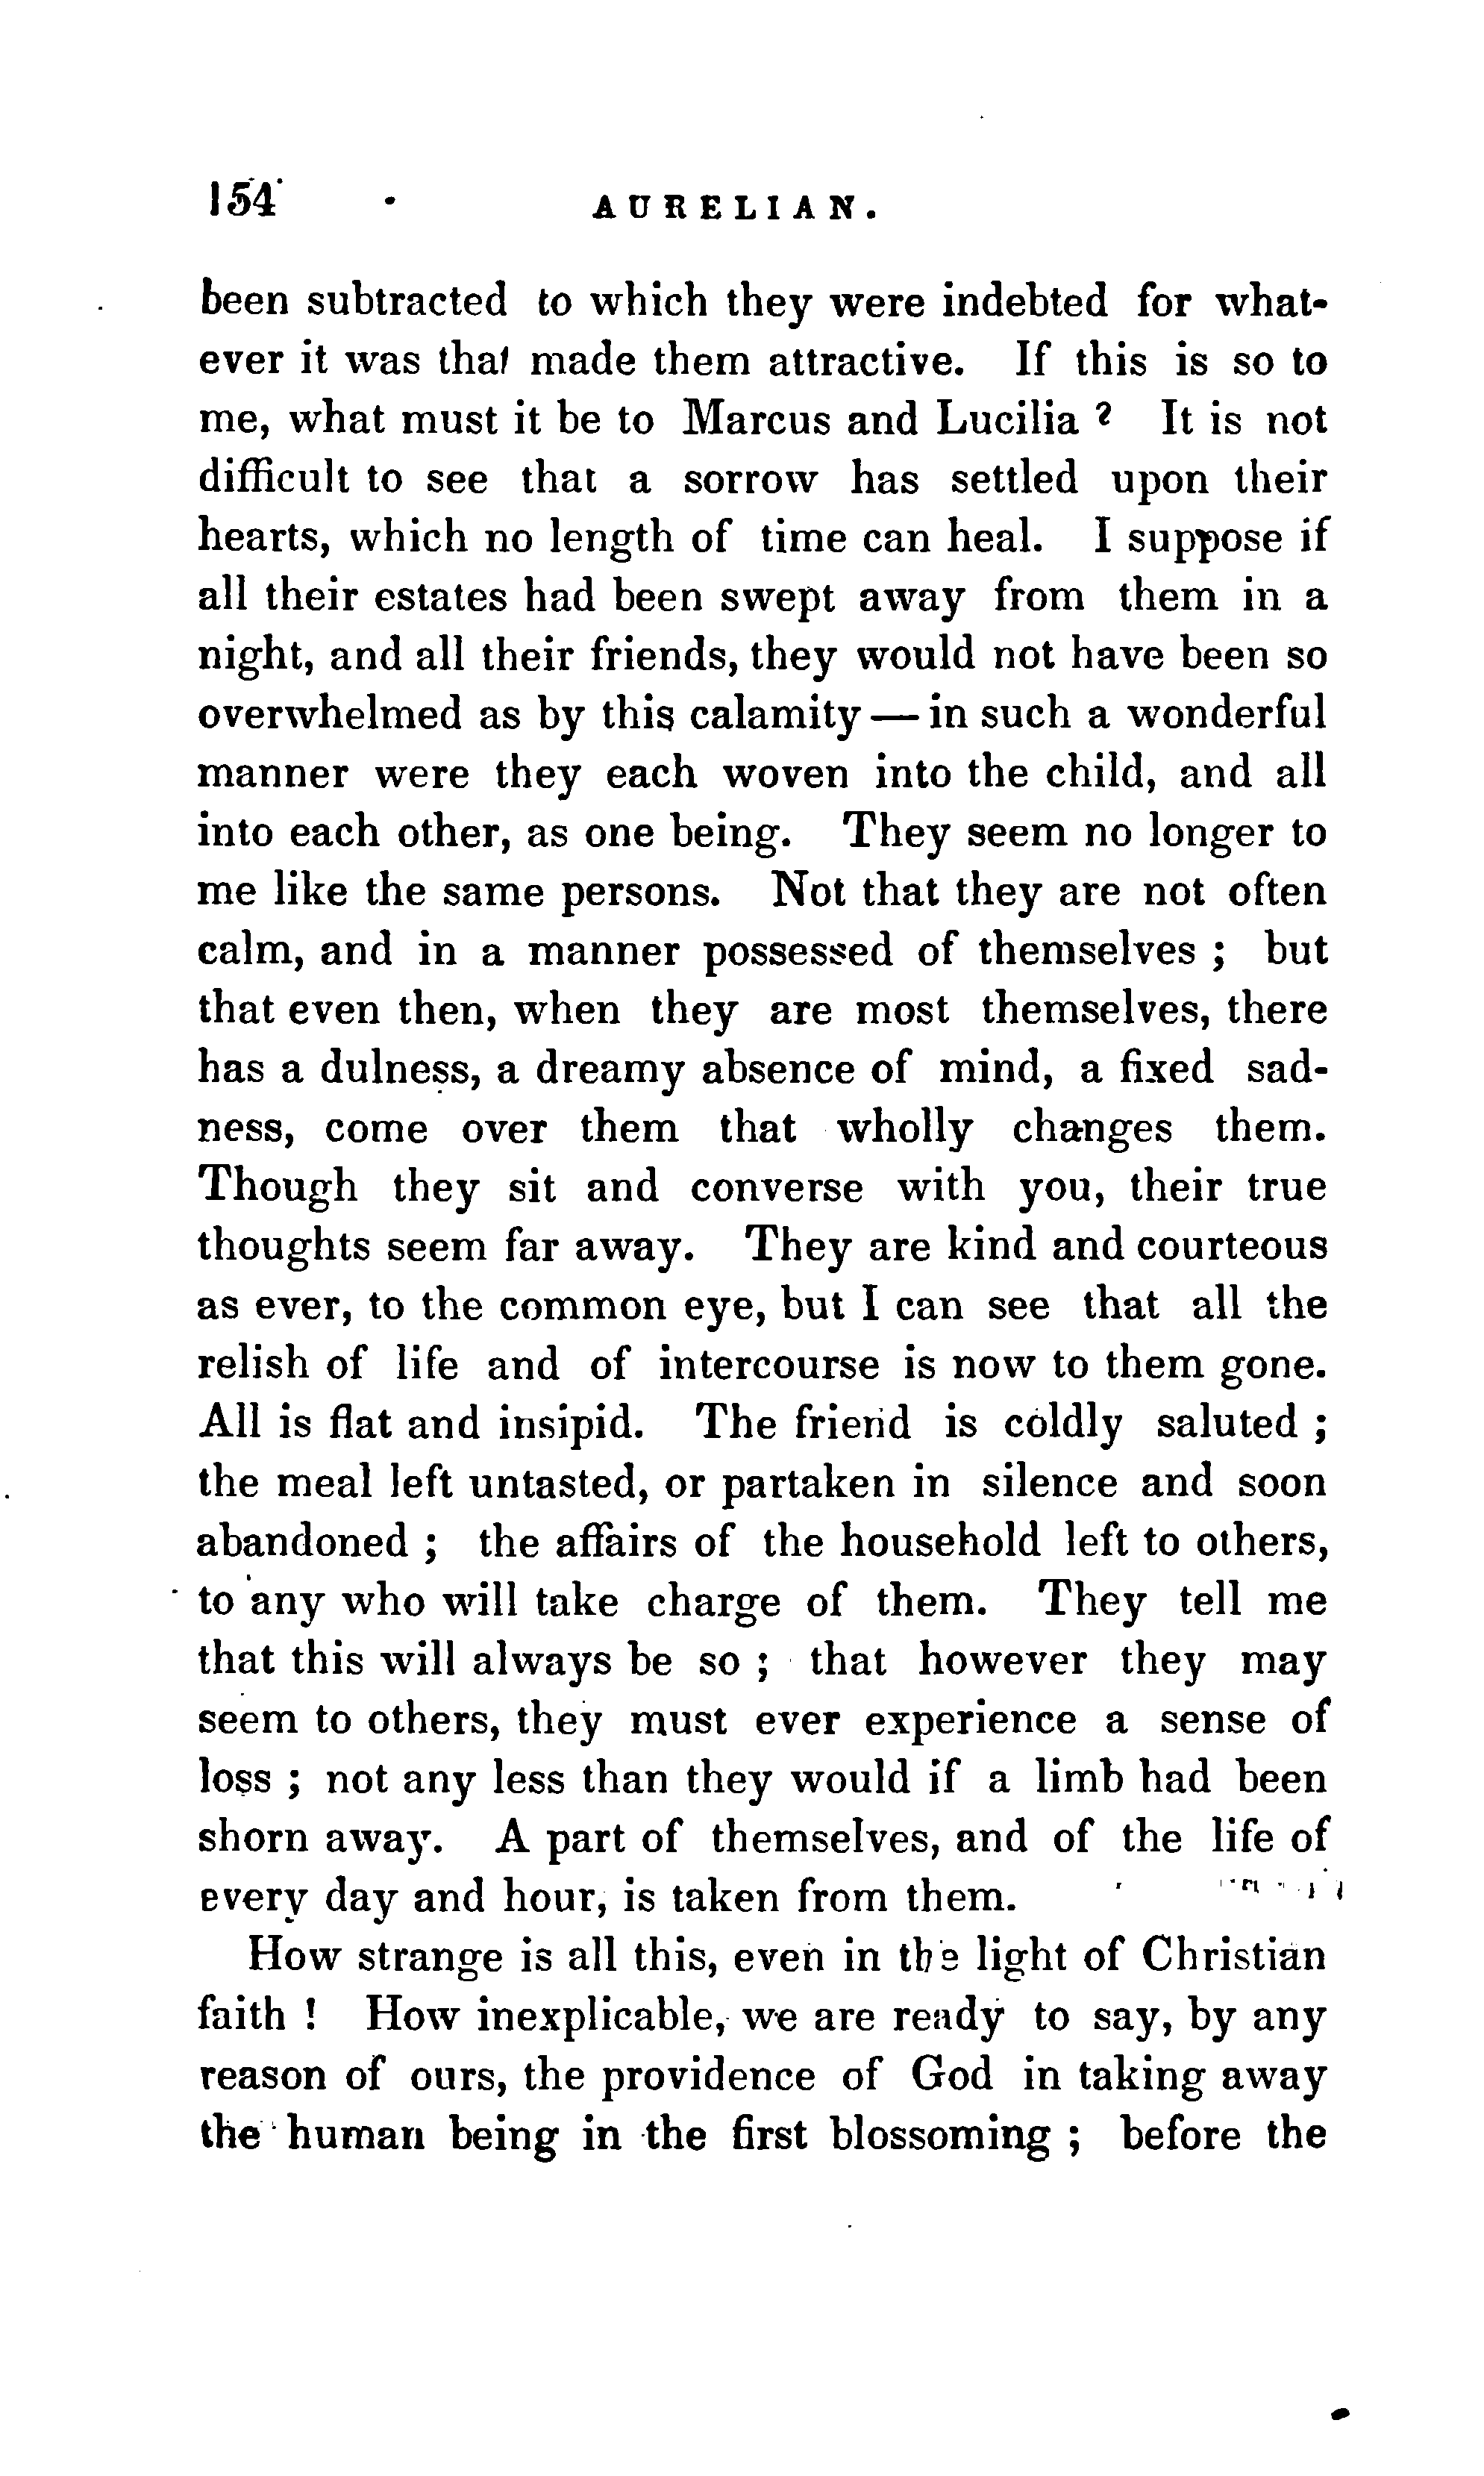 154 AURELIAN.
been subtracted to which they were indebted for what-
ever it was that made them attractive. If this is so to
me, what must it be to Marcus and Lucilia ? It is not
difficult to see that a sorrow has settled upon their
hearts, which no length of time can heal. I suppose if
all their estates had been swept away from them in a
night, and all their friends, they would not have been so
overwhelmed as by this calamity — in such a wonderful
manner were they each woven into the child, and all
into each other, as one being. They seem no longer to
me like the same persons. Not that they are not often
calm, and in a manner possessed of themselves ; but
that even then, when they are most themselves, there
has a dulness, a dreamy absence of mind, a fixed sad-
ness, come over them that wholly changes them.
Though they sit and converse with you, their true
thoughts seem far away. They are kind and courteous
as ever, to the common eye, but I can see that all the
relish of life and of intercourse is now to them gone.
All is flat and insipid. The friend is coldly saluted ;
the meal left untasted, or partaken in silence and soon
abandoned ; the affairs of the household left to others,
to any who will take charge of them. They tell me
that this will always be so ; that however they may
seem to others, they must ever experience a sense of
loss ; not any less than they would if a limb had been
shorn away. A part of themselves, and of the life of
every day and hour, is taken from them.
How strange is all this, even in the light of Christian
faith ! How inexplicable, we are ready to say, by any
reason of ours, the providence of God in taking away
the human being in the first blossoming ; before the